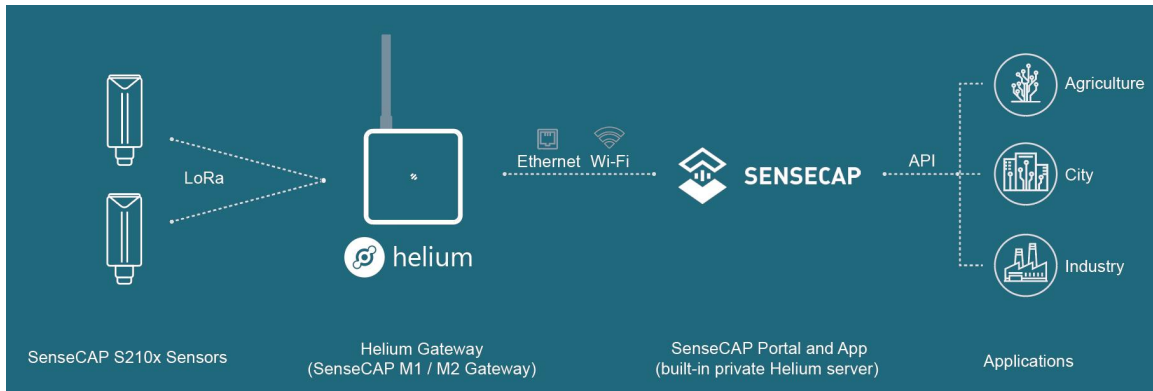 Agriculture
Ethernet Wi-Fi
LoRa
SENSECAP
API
City
helium
Industry
SenseCAP S210x Sensors
Helium Gateway
(SenseCAP M1 / M2 Gateway)
SenseCAP Portal and App
(built-in private Helium server)
Applications